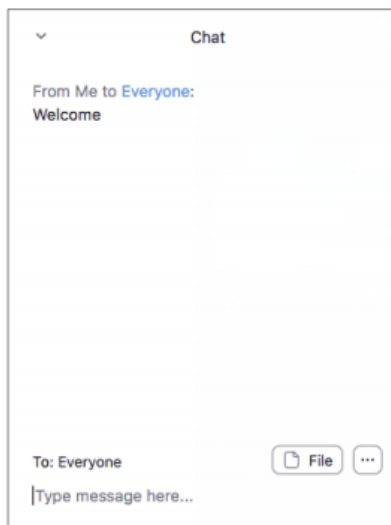 Chat
From Me to Everyone:
Welcome
To: Everyone
File
Type message here...